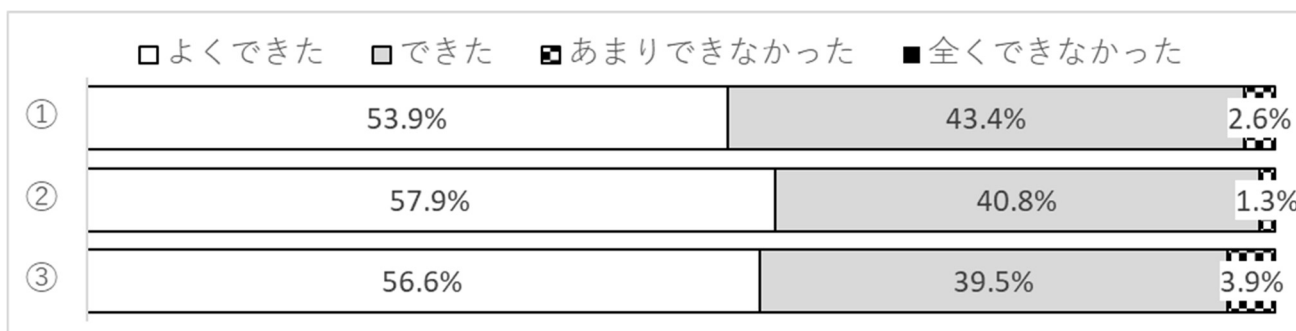 よくできた できた あまりできなかった 全くできなかった
① 53.9% 43.4% 2.6%
② 57.9% 40.8% 1.3%
③ 56.6% 39.5% 3.9%